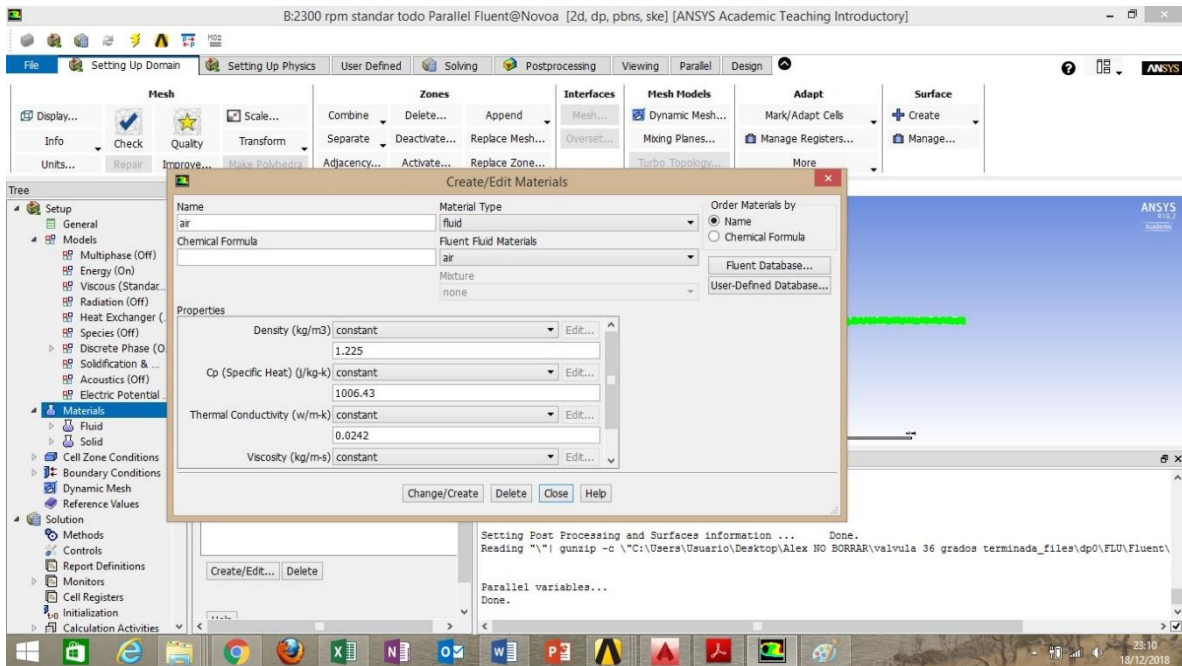 B:2300 rpm standar todo Parallel Fluent@Novoa [2d, dp, pbns, ske] [ANSYS Academic Teaching Introductory]
File Setting Up Domain Setting Up Physics User Defined Solving Postprocessing Viewing Parallel Design ANSYS
Mesh Zones Interfaces Mesh Models Adapt Surface
Display... Scale... Combine Delete... Append Mesh... Dynamic Mesh... Mark/Adapt Cells Create
Info Check Quality Transform Separate Deactivate... Replace Mesh... Overset... Mixing Planes... Manage Registers... Manage...
Units... Repair Improve... Make Polyhedra Adjacency... Activate... Replace Zone... Turbo Topology... More
Tree
Setup
General
Models
Multiphase (Off)
Energy (On)
Viscous (Standar...
Radiation (Off)
Heat Exchanger (
Species (Off)
Discrete Phase (O
Solidification & ...
Acoustics (Off)
Electric Potential
Materials
Fluid
Solid
Cell Zone Conditions
Boundary Conditions
Dynamic Mesh
Reference Values
Solution
Methods
Controls
Report Definitions
Monitors
Cell Registers
Initialization
Calculation Activities
Create/Edit Materials
Name Material Type Order Materials by
air fluid Name
Chemical Formula Fluent Fluid Materials Chemical Formula
air Fluent Database...
Mixture User-Defined Database...
none
Properties
Density (kg/m3) constant Edit...
1.225
Cp (Specific Heat) (j/kg-k) constant Edit...
1006.43
Thermal Conductivity (w/m-k) constant Edit...
0.0242
Viscosity (kg/m-s) constant Edit...
Change/Create Delete Close Help
ANSYS
R18.2
Academic
Create/Edit... Delete
Setting Post Processing and Surfaces information ... Done.
Reading "\"| gunzip -c \"C:\Users\Usuario\Desktop\Alex NO BORRAR\valvula 36 grados terminada_files\dp0\FLU\Fluent\
Parallel variables...
Done.
23:10
18/12/2018